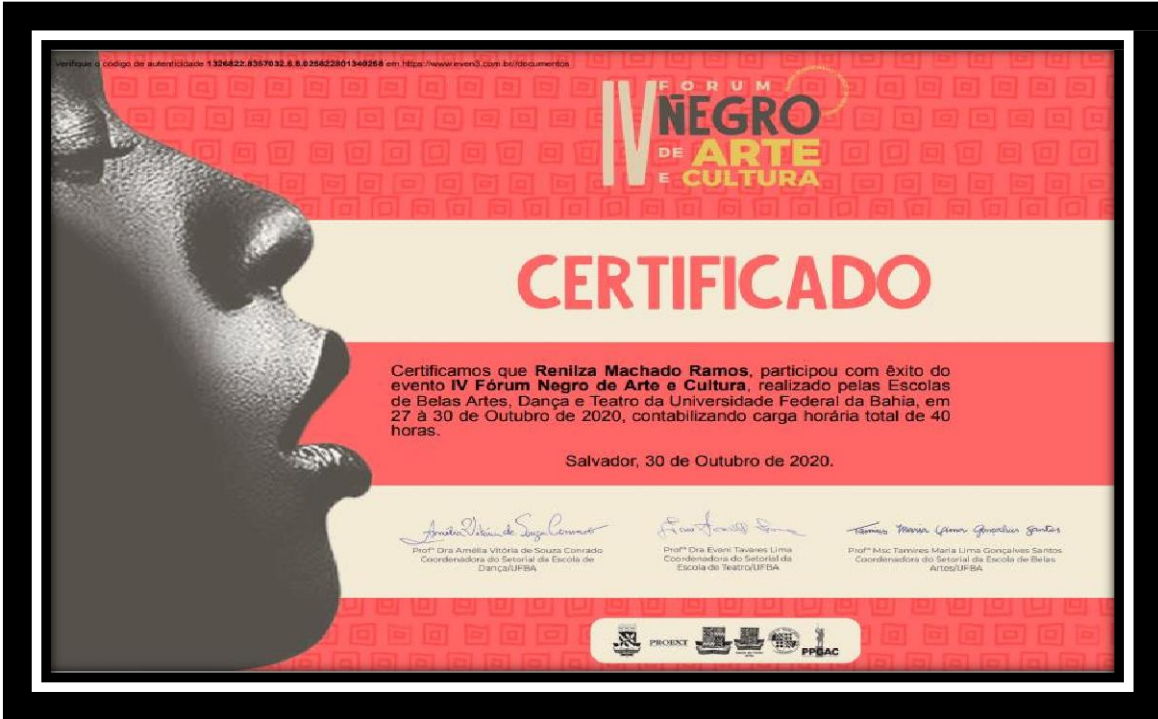 Verifique o codigo de autenticidade 1326822.8357032.6.8.02582280134026​8 em https://www.even3.com.br//documentos
IV FÓRUM
NEGRO
DE ARTE
E CULTURA
CERTIFICADO
Certificamos que Renilza Machado Ramos, participou com êxito do
evento IV Fórum Negro de Arte e Cultura, realizado pelas Escolas
de Belas Artes, Dança e Teatro da Universidade Federal da Bahia, em
27 à 30 de Outubro de 2020, contabilizando carga horária total de 40
horas.
Salvador, 30 de Outubro de 2020.
Profª Dra Amélia Vitória de Souza Conrado
Coordenadora do Setorial da Escola de
Dança/UFBA
Profª Dra Evani Tavares Lima
Coordenadora do Setorial da
Escola de Teatro/UFBA
Profª Msc Tamires Maria Lima Gonçalves Santos
Coordenadora do Setorial da Escola de Belas
Artes/UFBA
PROEXT
PPGAC